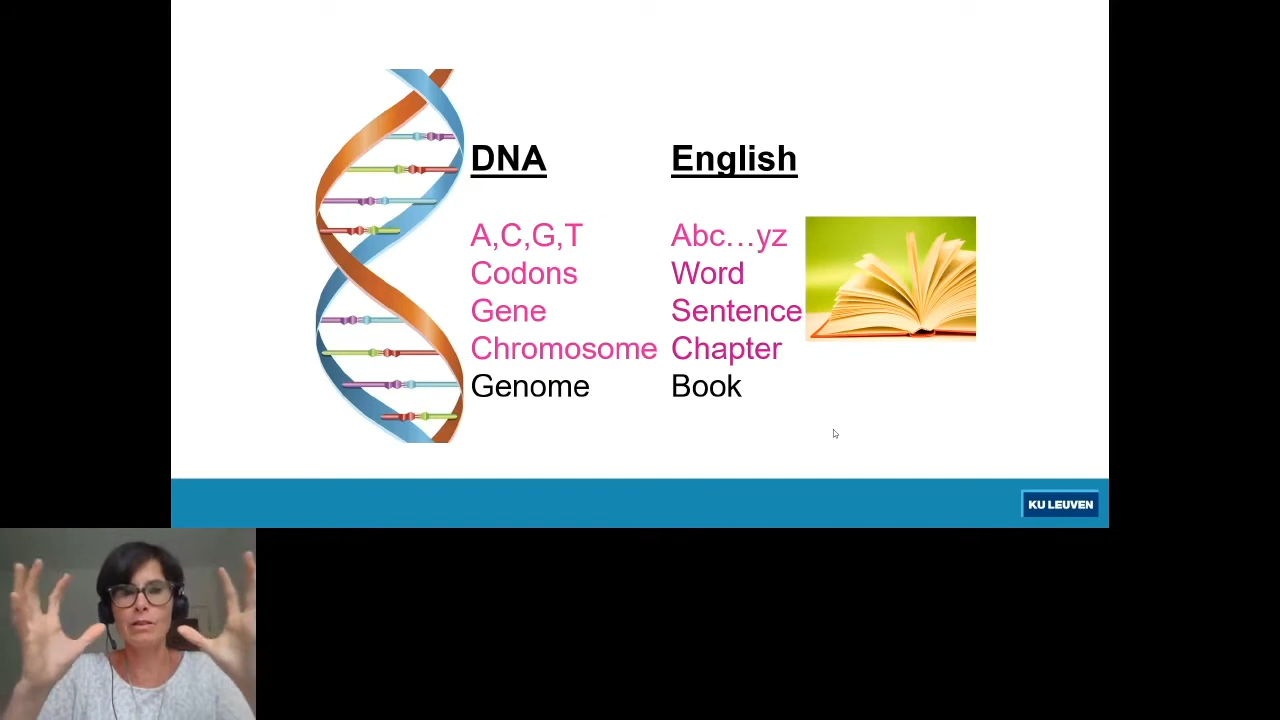 DNA English
A,C,G,T Abc…yz
Codons Word
Gene Sentence
Chromosome Chapter
Genome Book
KU LEUVEN